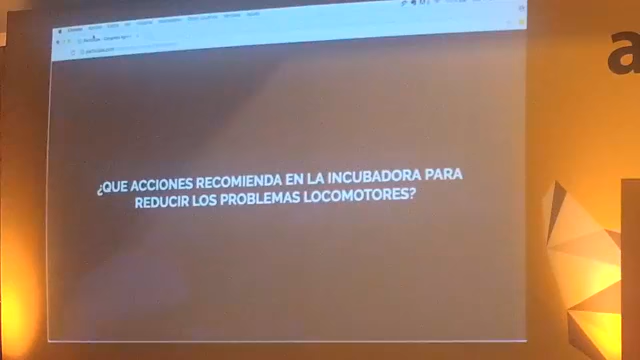 ¿QUE ACCIONES RECOMIENDA EN LA INCUBADORA PARA
REDUCIR LOS PROBLEMAS LOCOMOTORES?
a